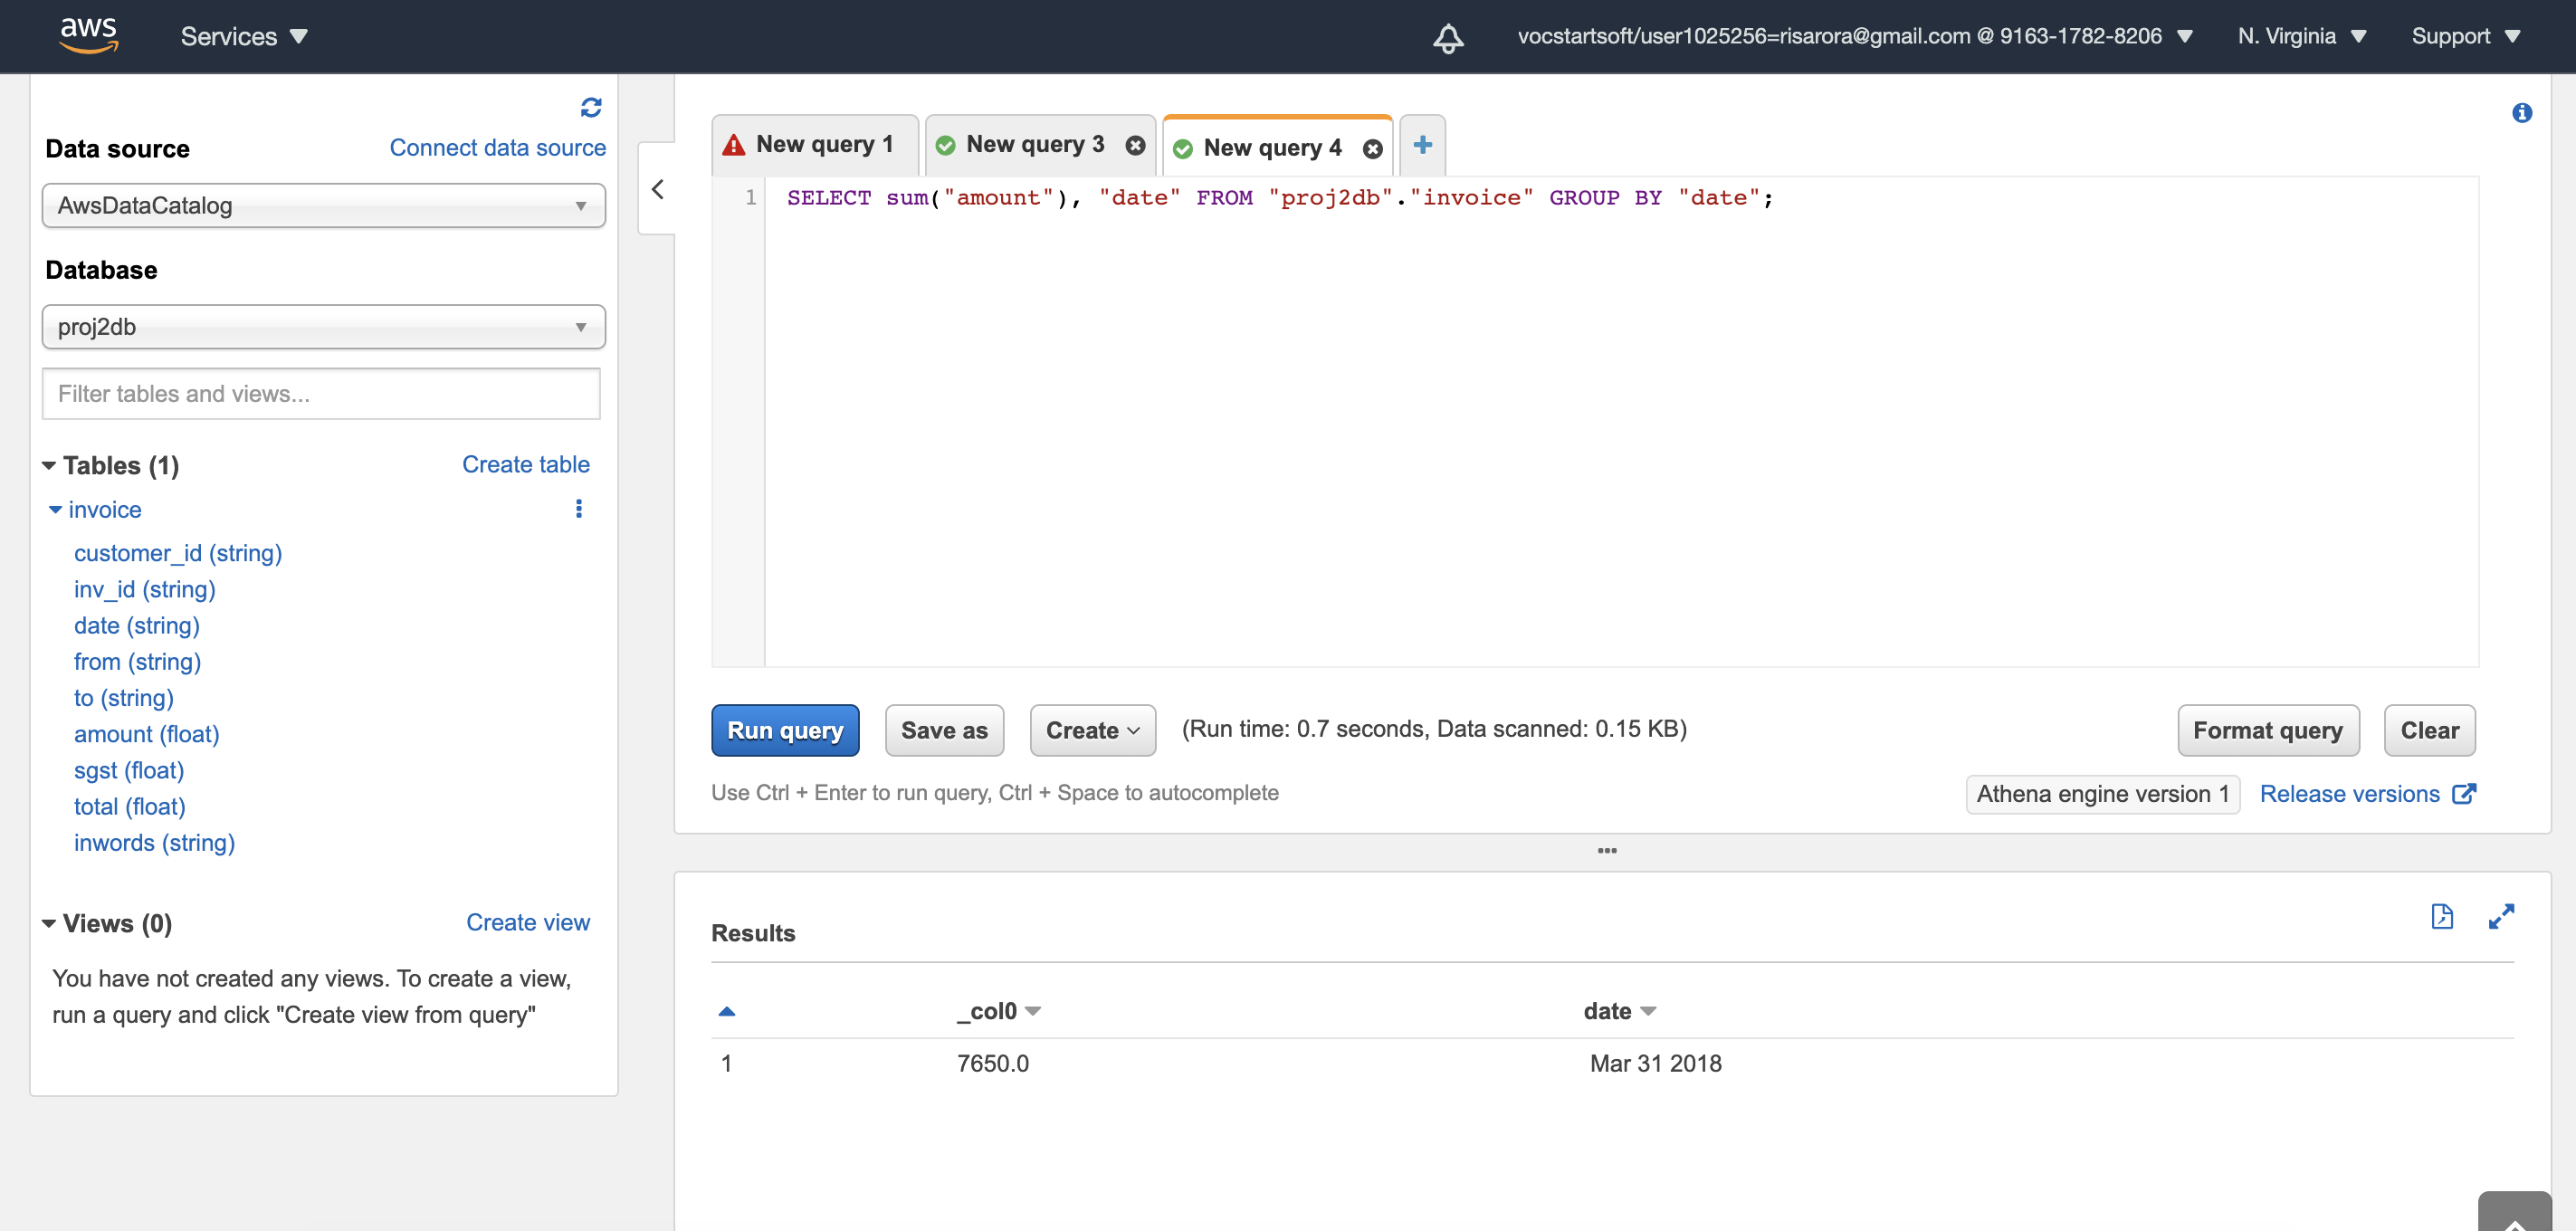 aws Services vocstartsoft/user1025256=risarora@gmail.com @ 9163-1782-8206 N. Virginia Support
Data source Connect data source
AwsDataCatalog
Database
proj2db
Filter tables and views...
Tables (1) Create table
invoice
customer_id (string)
inv_id (string)
date (string)
from (string)
to (string)
amount (float)
sgst (float)
total (float)
inwords (string)
Views (0) Create view
You have not created any views. To create a view,
run a query and click "Create view from query"
New query 1 New query 3 New query 4
1 SELECT sum("amount"), "date" FROM "proj2db"."invoice" GROUP BY "date";
Run query Save as Create (Run time: 0.7 seconds, Data scanned: 0.15 KB) Format query Clear
Use Ctrl + Enter to run query, Ctrl + Space to autocomplete Athena engine version 1 Release versions
Results
_col0 date
1 7650.0 Mar 31 2018